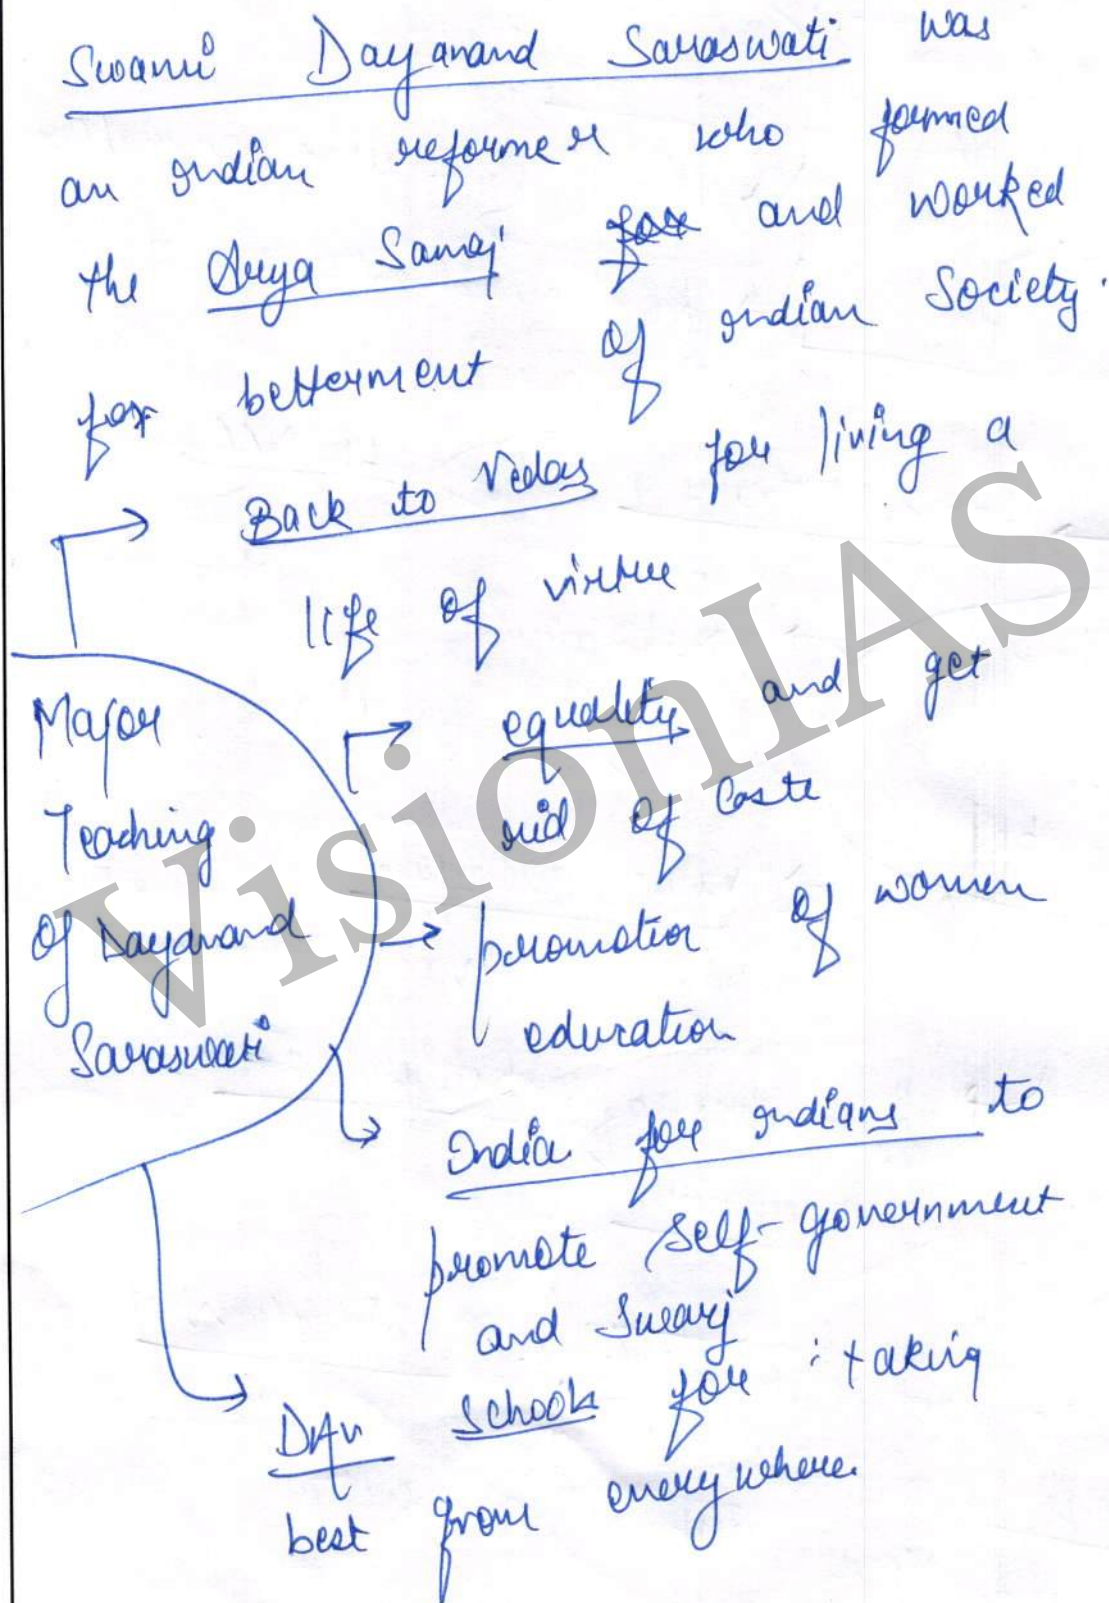 Swami Dayanand Saraswati was
an Indian reformer who formed
the Arya Samaj for and worked
for betterment of Indian Society.
Back to Vedas for living a
life of virtue
Major
Teaching
of Dayanand
Saraswati
equality and get
rid of Caste
promotion of women
education
India for Indians to
promote self-government
and Swaraj
DAV Schools for taking
best from everywhere.
VisionIAS